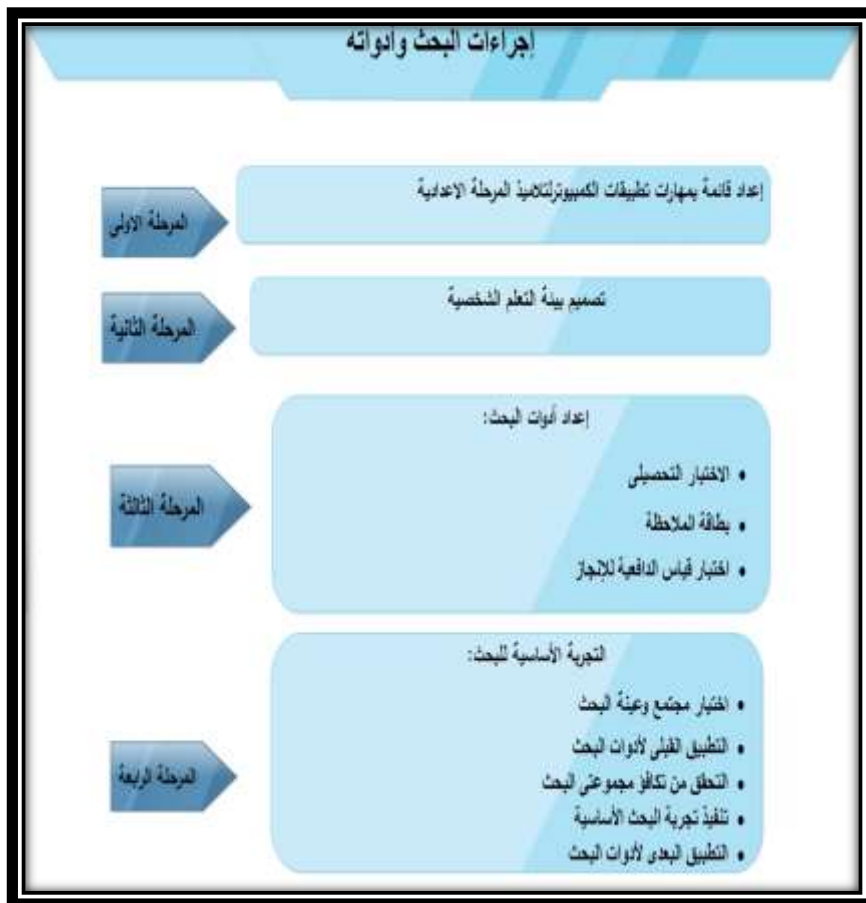 إجراءات البحث وأدواته
المرحلة الاولى
إعداد قائمة بمهارات تطبيقات الكمبيوترلتلاميذ المرحلة الاعدادية
المرحلة الثانية
تصميم بيئة التعلم الشخصية
المرحلة الثالثة
إعداد أدوات البحث:
• الاختبار التحصيلى
• بطاقة الملاحظة
• اختبار قياس الدافعية للإنجاز
المرحلة الرابعة
التجربة الأساسية للبحث:
• اختيار مجتمع وعينة البحث
• التطبيق القبلى لأدوات البحث
• التحقق من تكافؤ مجموعتى البحث
• تنفيذ تجربة البحث الأساسية
• التطبيق البعدى لأدوات البحث